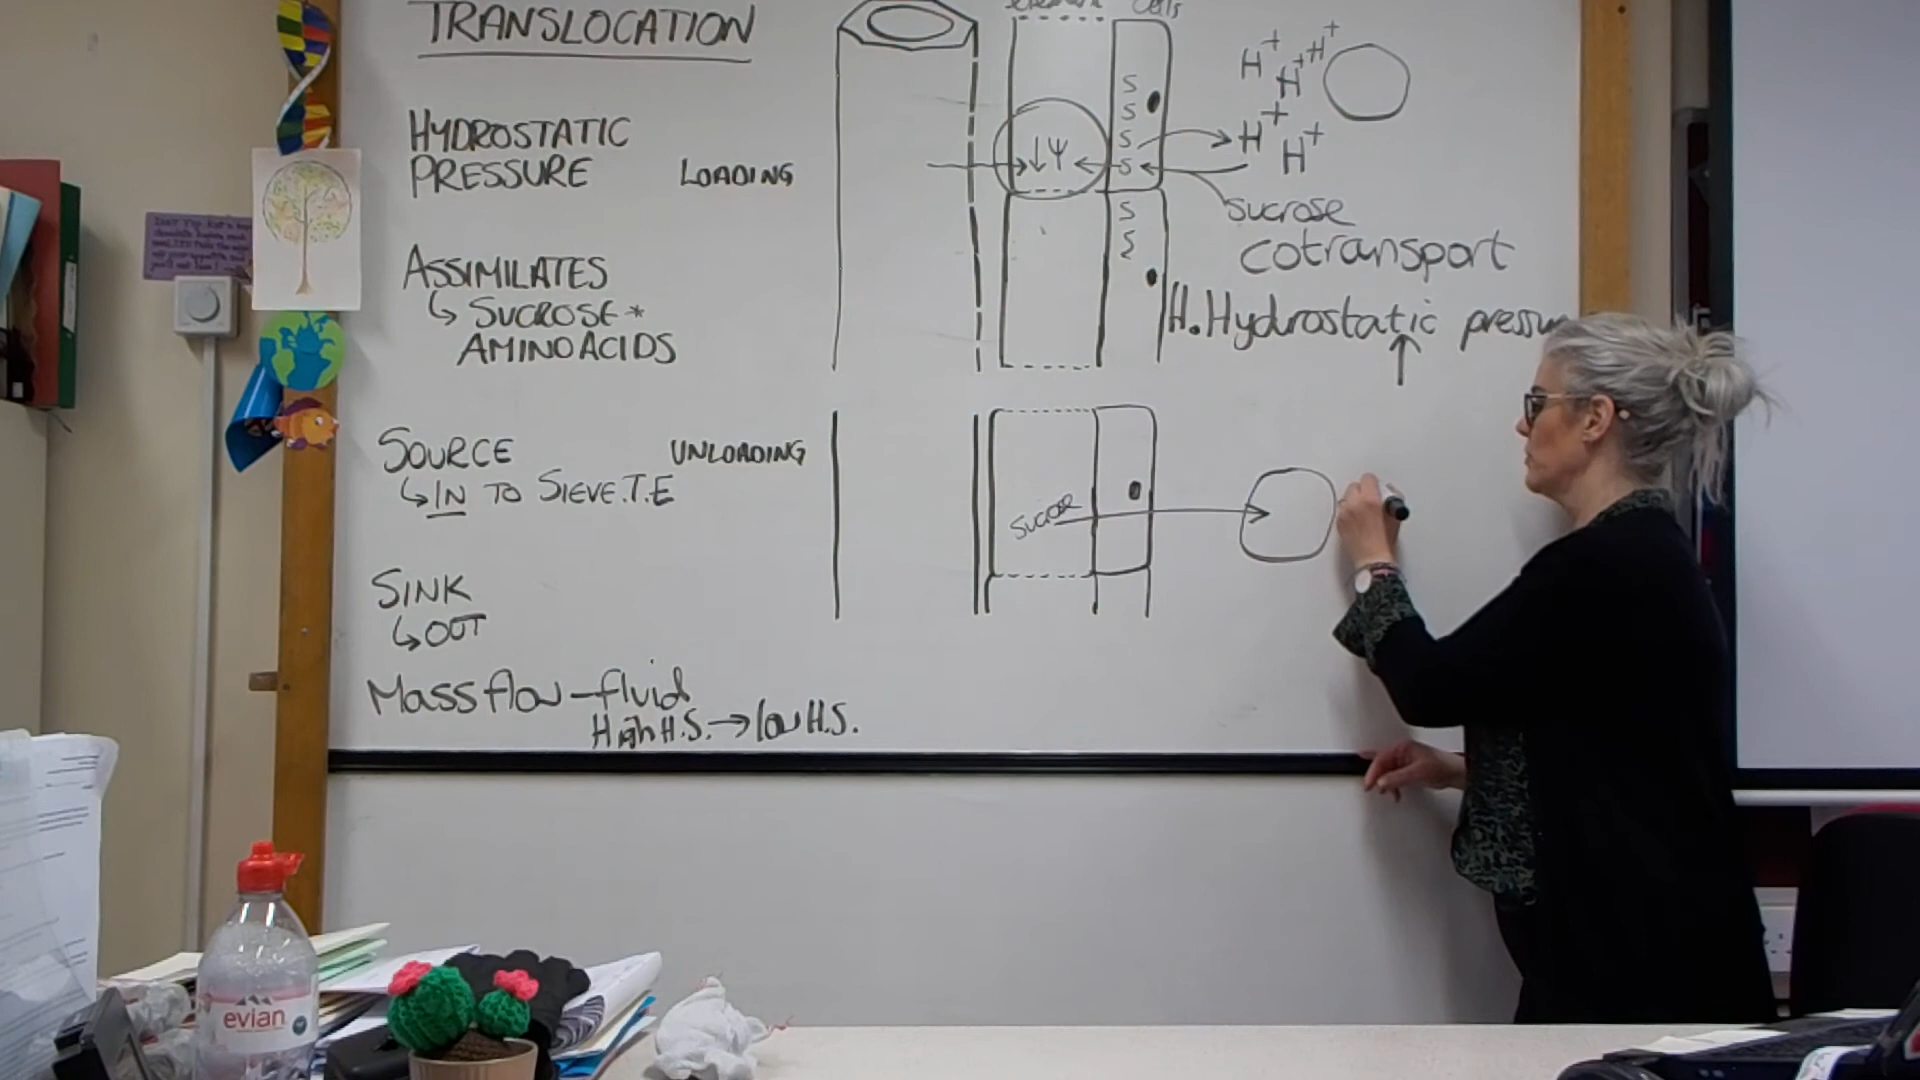 TRANSLOCATION
Cells
HYDROSTATIC
PRESSURE
LOADING
ASSIMILATES
↳ SUCROSE *
AMINO ACIDS
SOURCE
↳ IN TO SIEVE.T.E
UNLOADING
SINK
↳ OUT
Mass flow – fluid
High H.S. → low H.S.
S
S
S
S
S
S
↓Ψ
H+
H+
H+
H+
H+
sucrose
cotransport
H. Hydrostatic
↑
evian